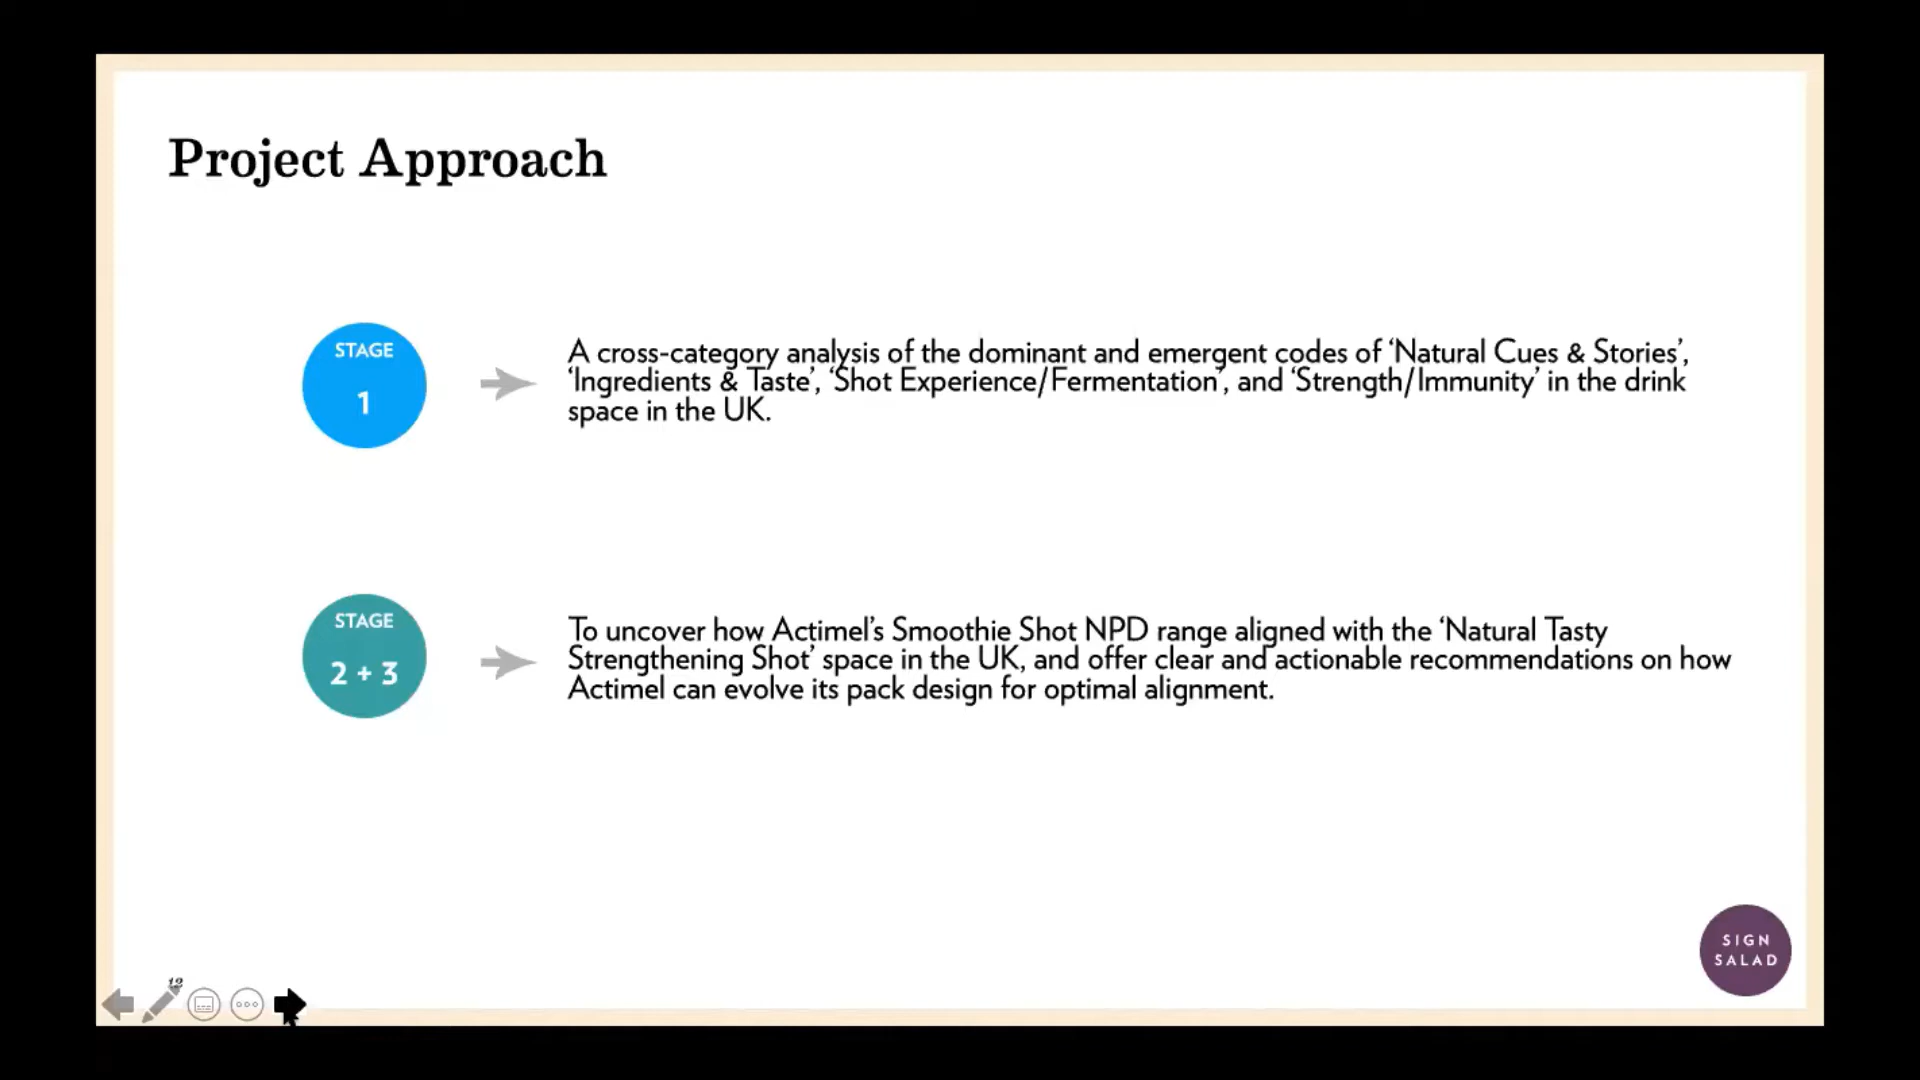 Project Approach
STAGE
1
A cross-category analysis of the dominant and emergent codes of ‘Natural Cues & Stories’,
‘Ingredients & Taste’, ‘Shot Experience/Fermentation’, and ‘Strength/Immunity’ in the drink
space in the UK.
STAGE
2 + 3
To uncover how Actimel’s Smoothie Shot NPD range aligned with the ‘Natural Tasty
Strengthening Shot’ space in the UK, and offer clear and actionable recommendations on how
Actimel can evolve its pack design for optimal alignment.
SIGN
SALAD
12